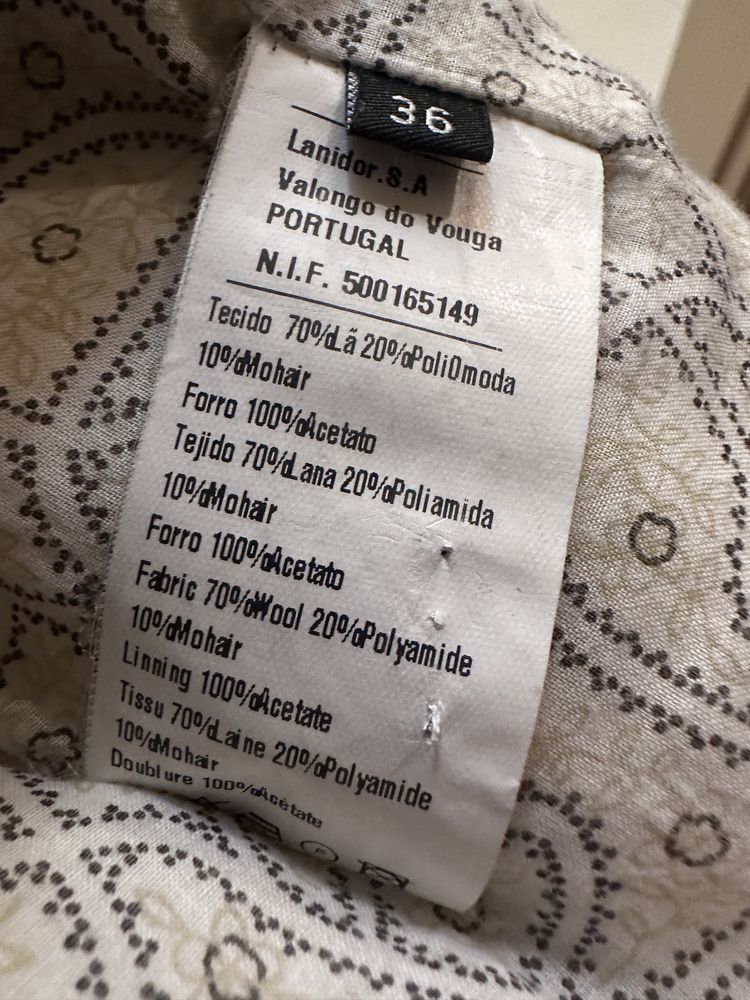 36
Lanidor.S.A
Valongo do Vouga
PORTUGAL
N.I.F. 500165149
Tecido 70%Lã 20%PoliOmoda
10%Mohair
Forro 100%Acetato
Tejido 70%Lana 20%Poliamida
10%Mohair
Forro 100%Acetato
Fabric 70%Wool 20%Polyamide
10%Mohair
Linning 100%Acetate
Tissu 70%Laine 20%Polyamide
10%Mohair
Doublure 100%Acètate
P